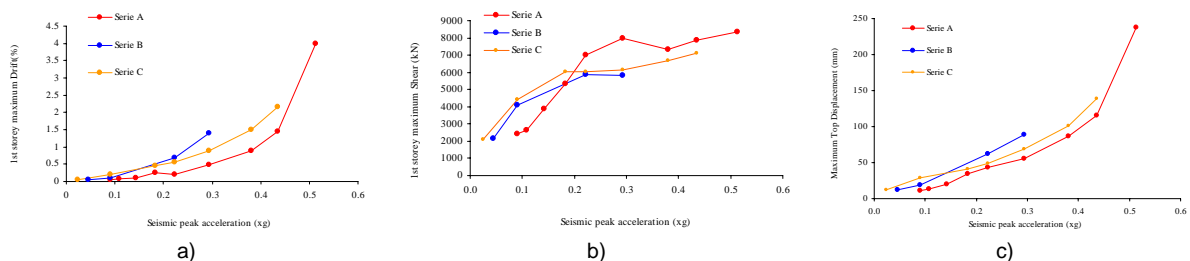 Serie A
Serie B
Serie C
1st storey maximum Drift(%)
4.5
4
3.5
3
2.5
2
1.5
1
0.5
0
0.0 0.1 0.2 0.3 0.4 0.5 0.6
Seismic peak acceleration (xg)
a)
Serie A
Serie B
Serie C
1st storey maximum Shear (kN)
9000
8000
7000
6000
5000
4000
3000
2000
1000
0
0.0 0.1 0.2 0.3 0.4 0.5 0.6
Seismic peak acceleration (xg)
b)
Serie A
Serie B
Serie C
Maximum Top Displacement (mm)
250
200
150
100
50
0
0.0 0.1 0.2 0.3 0.4 0.5 0.6
Seismic peak acceleration (xg)
c)